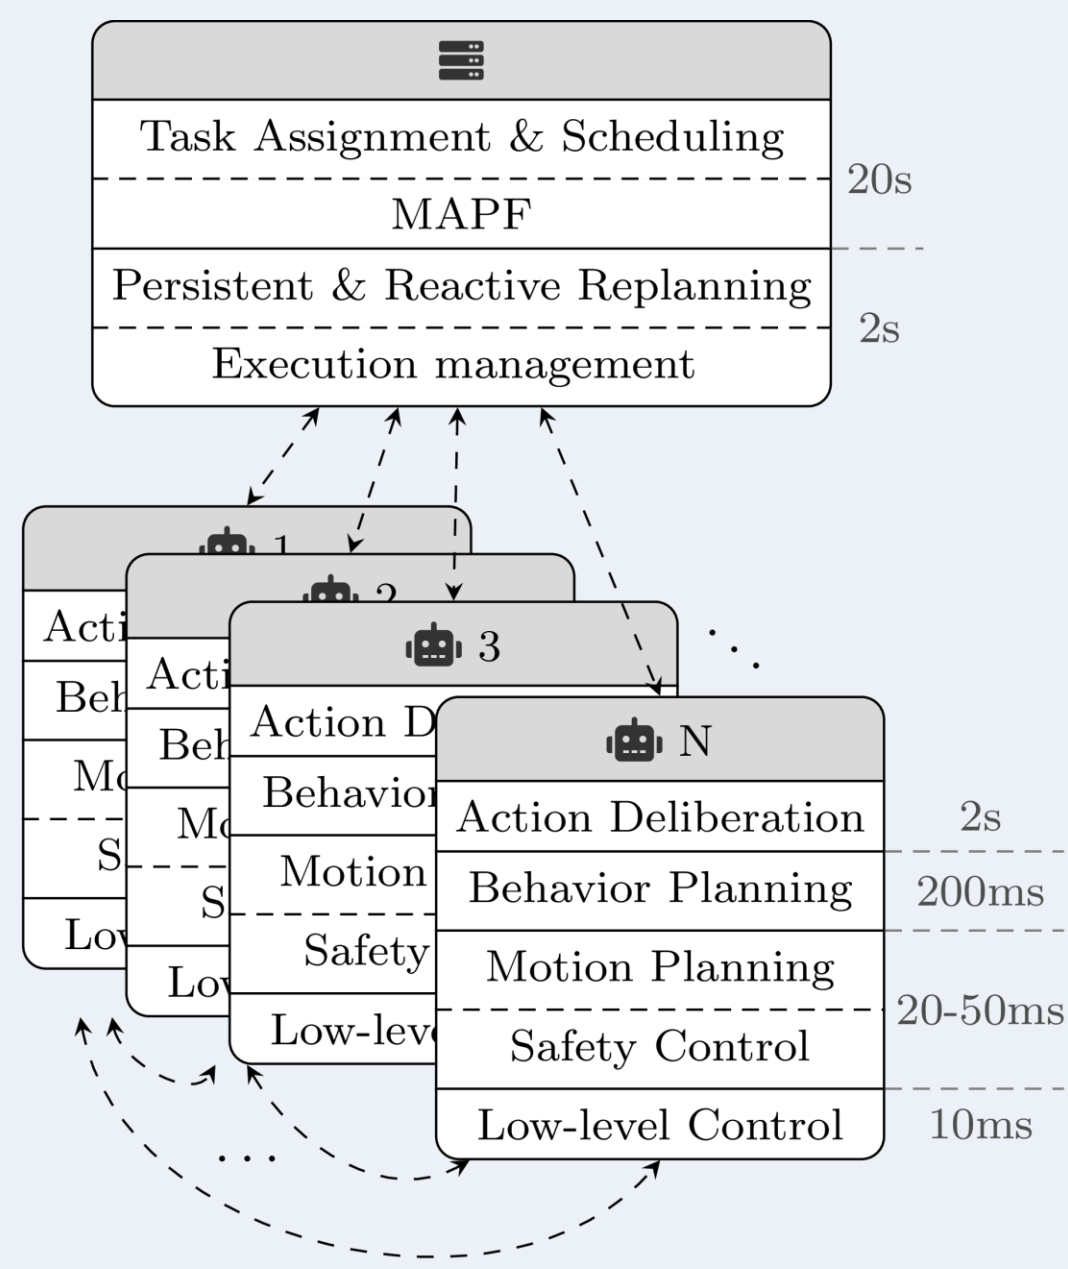 Task Assignment & Scheduling
MAPF
20s
Persistent & Reactive Replanning
Execution management
2s
1
Acti
Beh
Mo
S
Low
2
Acti
Beh
Mo
S
Low
3
Action D
Behavior
Motion
Safety
Low-leve
N
Action Deliberation
2s
Behavior Planning
200ms
Motion Planning
Safety Control
20-50ms
Low-level Control
10ms